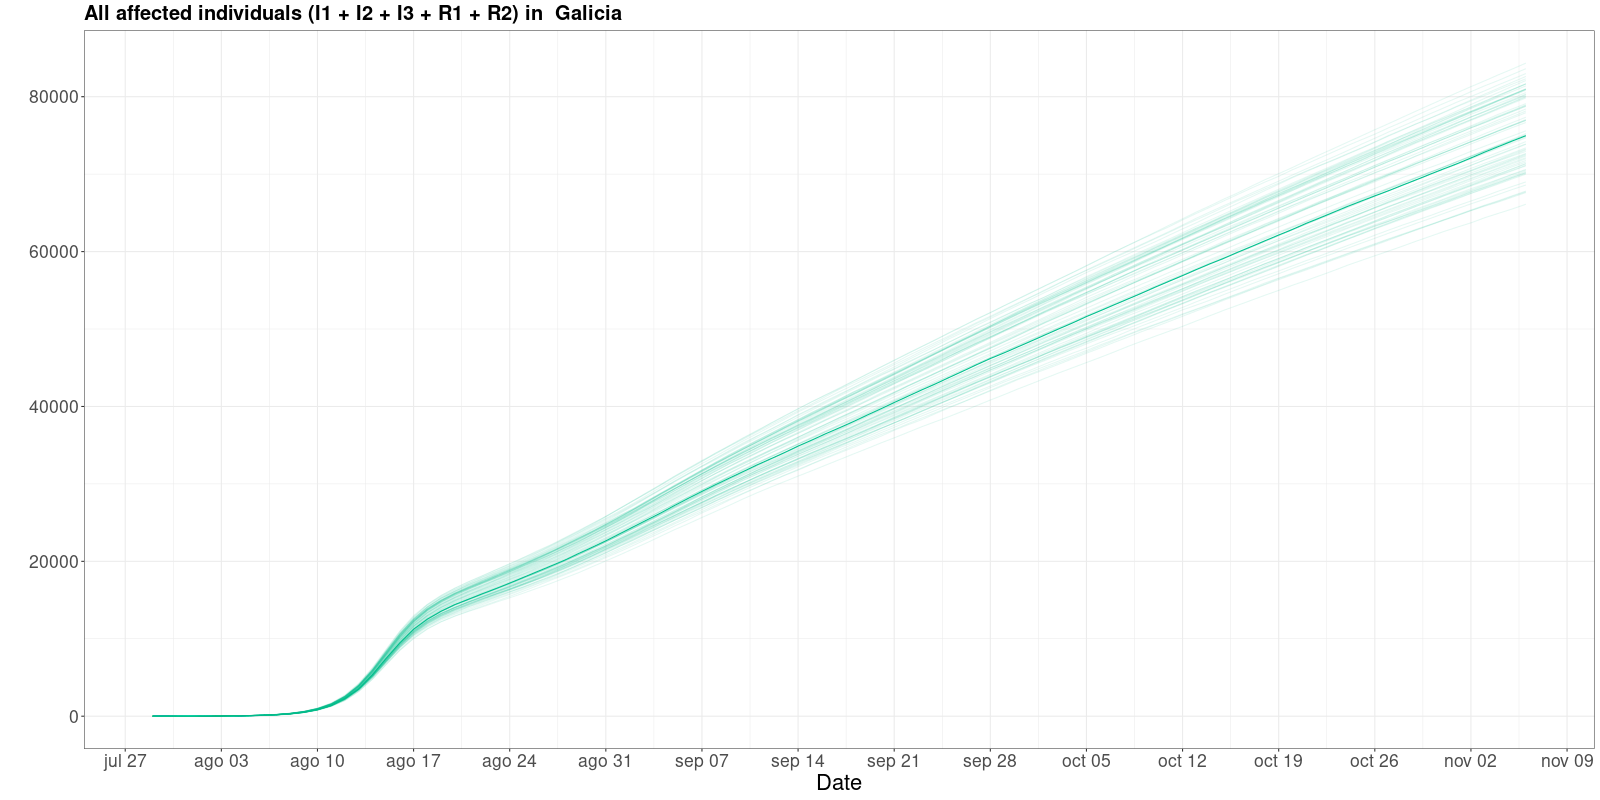 All affected individuals (I1 + I2 + I3 + R1 + R2) in  Galicia
80000
60000
40000
20000
0
jul 27 ago 03 ago 10 ago 17 ago 24 ago 31 sep 07 sep 14 sep 21 sep 28 oct 05 oct 12 oct 19 oct 26 nov 02 nov 09
Date